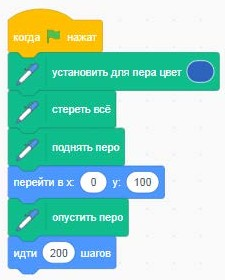 когда нажат
установить для пера цвет
стереть всё
поднять перо
перейти в x: 0 y: 100
опустить перо
идти 200 шагов